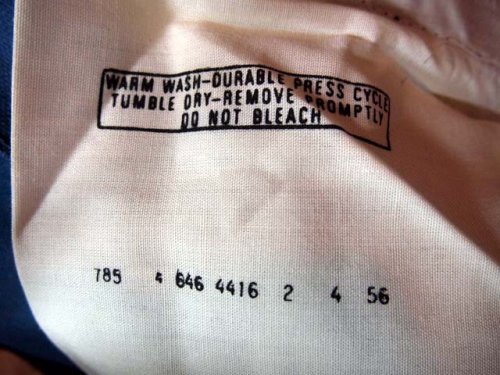 WARM WASH-DURABLE PRESS CYCLE
TUMBLE DRY-REMOVE PROMPTLY
DO NOT BLEACH
785 4 646 4416 2 4 56